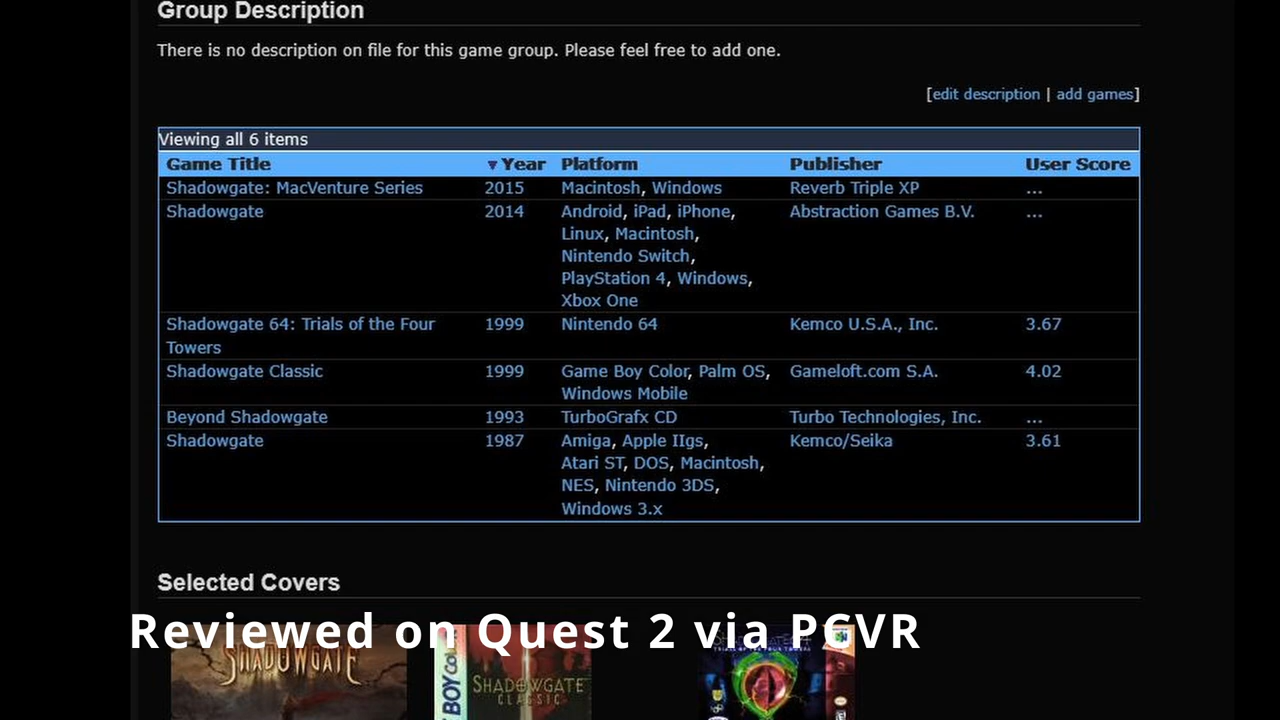 Group Description
There is no description on file for this game group. Please feel free to add one.
[edit description | add games]
Viewing all 6 items
Game Title ▼ Year Platform Publisher User Score
Shadowgate: MacVenture Series 2015 Macintosh, Windows Reverb Triple XP ...
Shadowgate 2014 Android, iPad, iPhone, Abstraction Games B.V. ...
Linux, Macintosh,
Nintendo Switch,
PlayStation 4, Windows,
Xbox One
Shadowgate 64: Trials of the Four 1999 Nintendo 64 Kemco U.S.A., Inc. 3.67
Towers
Shadowgate Classic 1999 Game Boy Color, Palm OS, Gameloft.com S.A. 4.02
Windows Mobile
Beyond Shadowgate 1993 TurboGrafx CD Turbo Technologies, Inc. ...
Shadowgate 1987 Amiga, Apple IIgs, Kemco/Seika 3.61
Atari ST, DOS, Macintosh,
NES, Nintendo 3DS,
Windows 3.x
Selected Covers
Reviewed on Quest 2 via PCVR
SHADOWGATE
BOY CO
SHADOWGATE
CLASSIC